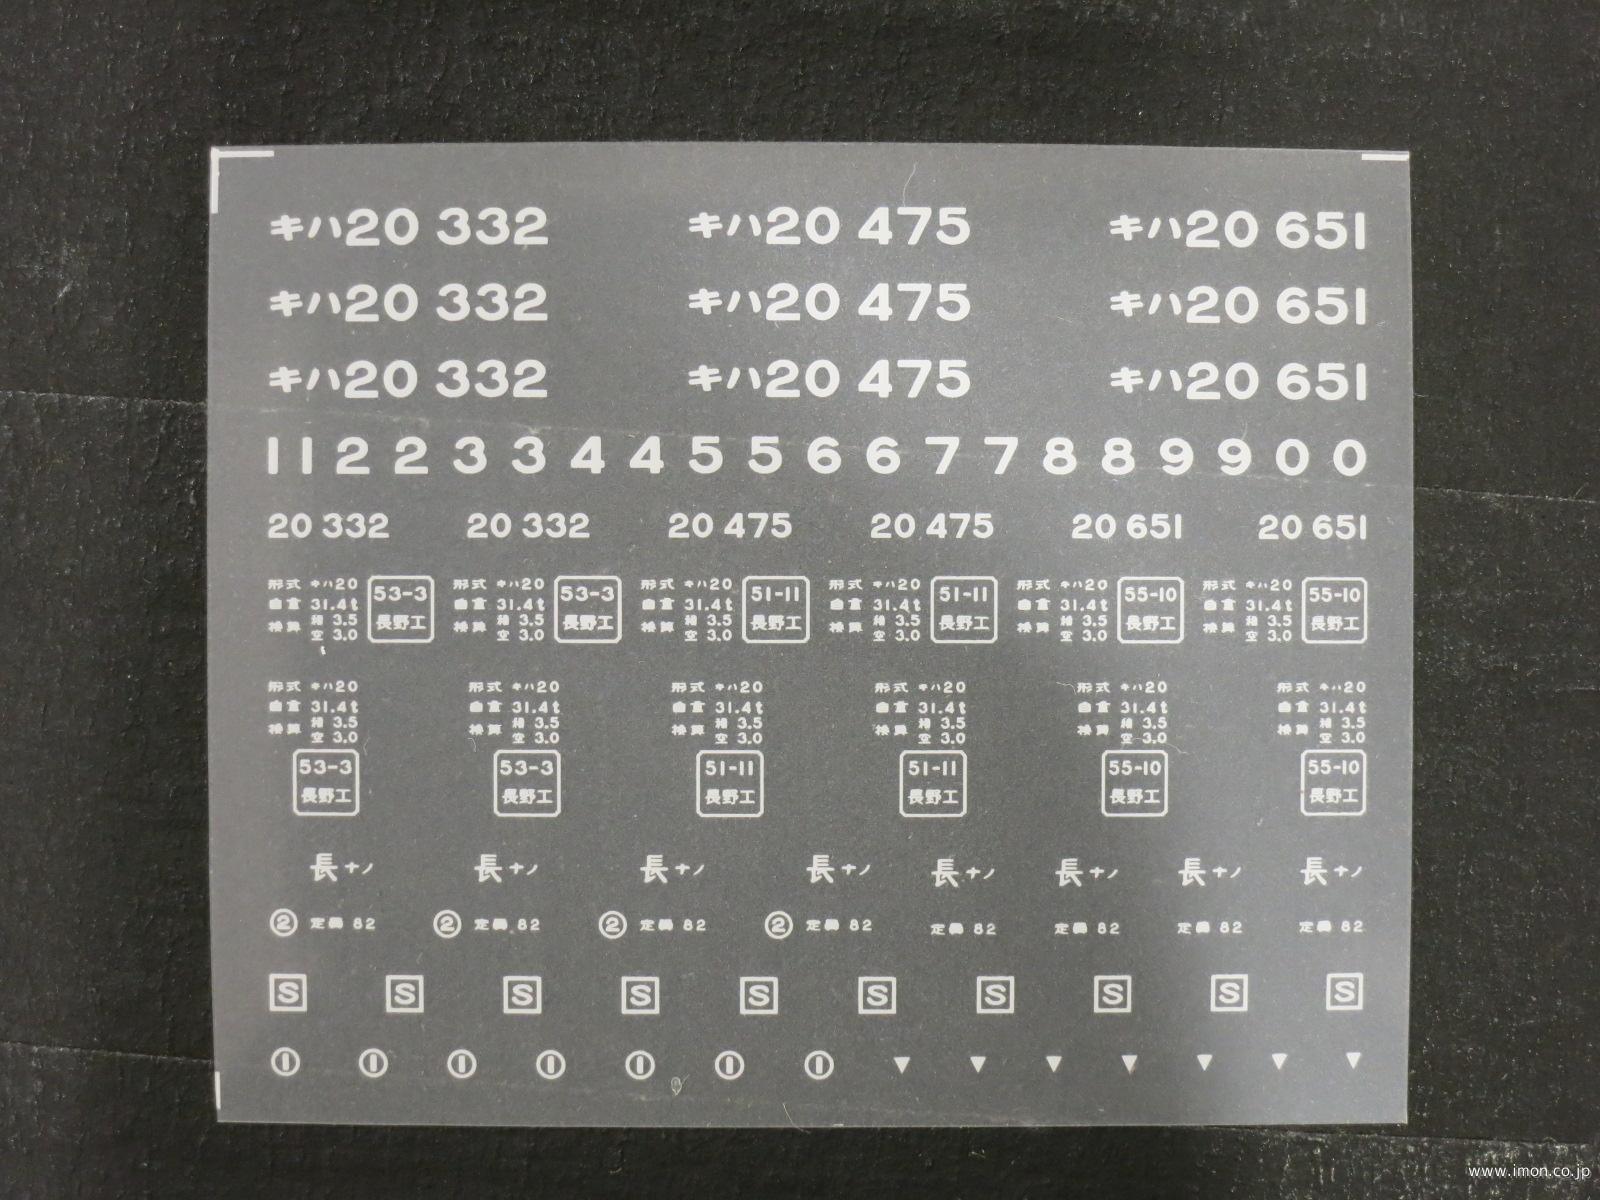 キハ20 332 キハ20 475 キハ20 651
キハ20 332 キハ20 475 キハ20 651
キハ20 332 キハ20 475 キハ20 651
1 1 2 2 3 3 4 4 5 5 6 6 7 7 8 8 9 9 0 0
20 332 20 332 20 475 20 475 20 651 20 651
形式 キハ20 53-3 形式 キハ20 53-3 形式 キハ20 51-11 形式 キハ20 51-11 形式 キハ20 55-10 形式 キハ20 55-10
自重 31.4t 自重 31.4t 自重 31.4t 自重 31.4t 自重 31.4t 自重 31.4t
換算 積 3.5 長野工 換算 積 3.5 長野工 換算 積 3.5 長野工 換算 積 3.5 長野工 換算 積 3.5 長野工 換算 積 3.5 長野工
空 3.0 空 3.0 空 3.0 空 3.0 空 3.0 空 3.0
形式 キハ20 形式 キハ20 形式 キハ20 形式 キハ20 形式 キハ20 形式 キハ20
自重 31.4t 自重 31.4t 自重 31.4t 自重 31.4t 自重 31.4t 自重 31.4t
換算 積 3.5 換算 積 3.5 換算 積 3.5 換算 積 3.5 換算 積 3.5 換算 積 3.5
空 3.0 空 3.0 空 3.0 空 3.0 空 3.0 空 3.0
53-3 53-3 51-11 51-11 55-10 55-10
長野工 長野工 長野工 長野工 長野工 長野工
長ナノ 長ナノ 長ナノ 長ナノ 長ナノ 長ナノ 長ナノ 長ナノ
② 定員 82 ② 定員 82 ② 定員 82 ② 定員 82 定員 82 定員 82 定員 82 定員 82
S S S S S S S S S S
① ① ① ① ① ① ① ▼ ▼ ▼ ▼ ▼ ▼ ▼
www.imon.co.jp